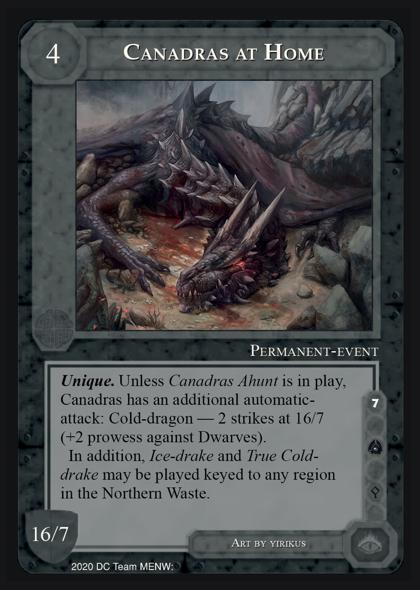 4
CANADRAS AT HOME
PERMANENT-EVENT
Unique. Unless Canadras Ahunt is in play,
Canadras has an additional automatic-
attack: Cold-dragon — 2 strikes at 16/7
(+2 prowess against Dwarves).
In addition, Ice-drake and True Cold-
drake may be played keyed to any region
in the Northern Waste.
7
16/7
ART BY YIRIKUS
2020 DC Team MENW: